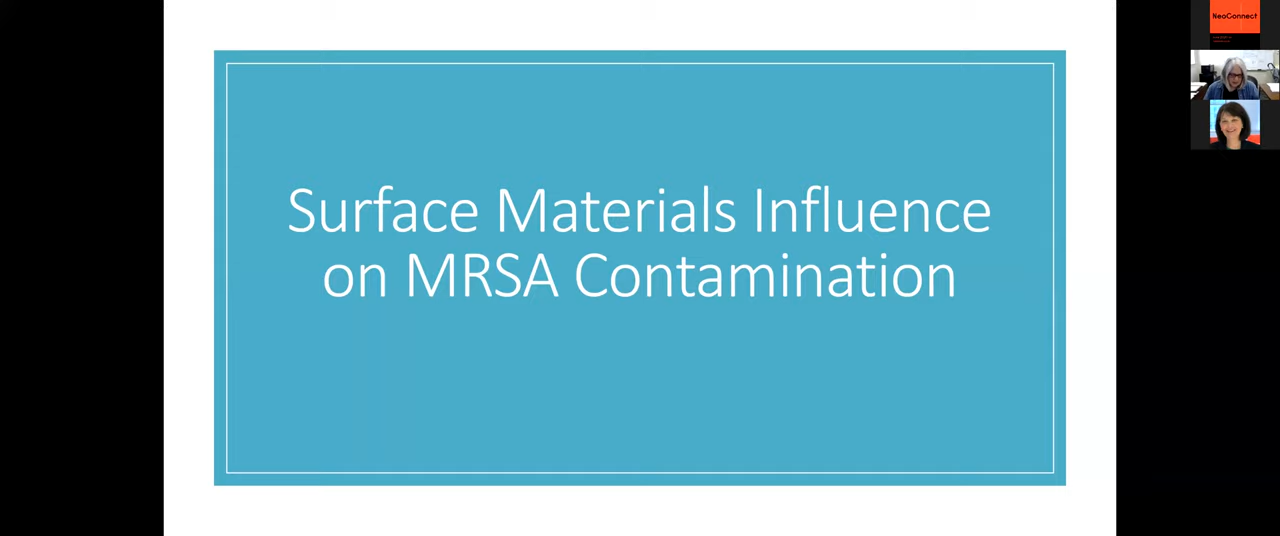 Surface Materials Influence
on MRSA Contamination
NeoConnect